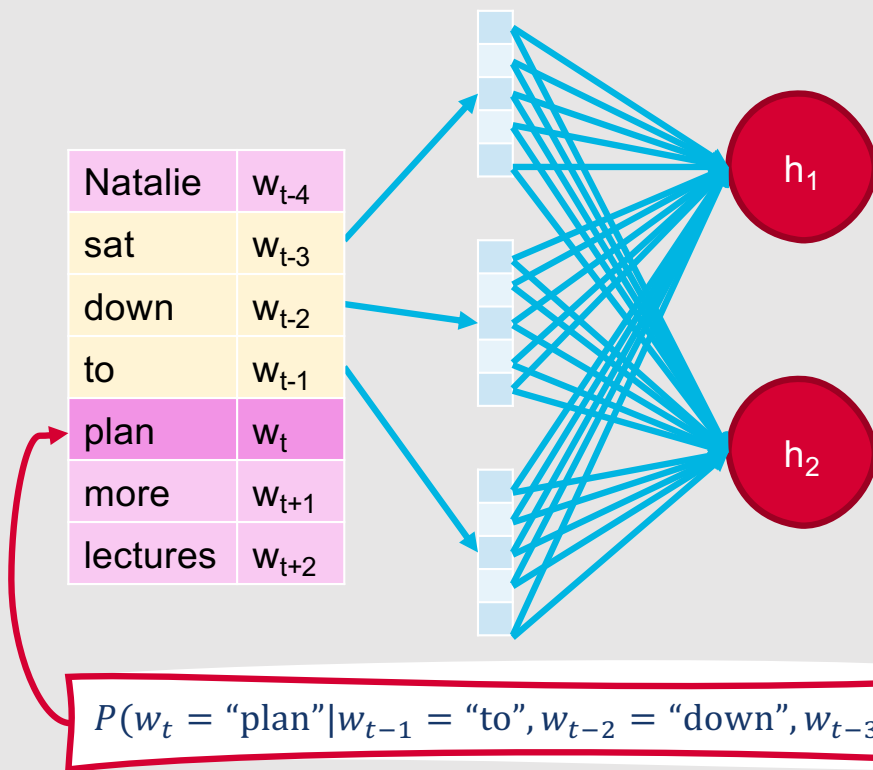 Natalie w_{t-4}
sat w_{t-3}
down w_{t-2}
to w_{t-1}
plan w_t
more w_{t+1}
lectures w_{t+2}
h_1
h_2
P(w_t = “plan”|w_{t-1} = “to”, w_{t-2} = “down”, w_{t-3}